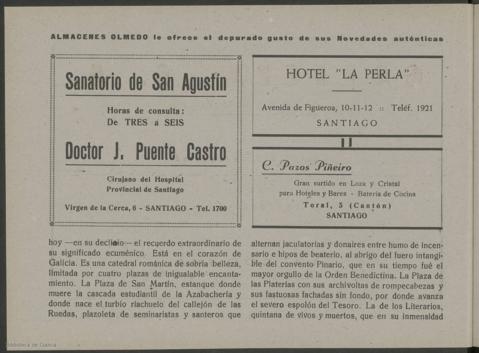 ALMACENES OLMEDO le ofrece el depurado gusto de sus Novedades auténticas
Sanatorio de San Agustín
Horas de consulta:
De TRES a SEIS
Doctor J. Puente Castro
Cirujano del Hospital
Provincial de Santiago
Virgen de la Cerca, 6 - SANTIAGO - Tel. 1700
HOTEL "LA PERLA"
Avenida de Figueroa, 10-11-12 :: Teléf. 1921
SANTIAGO
C. Pazos Piñeiro
Gran surtido en Loza y Cristal
para Hoteles y Bares - Batería de Cocina
Toral, 5 (Cantón)
SANTIAGO
hoy —en su declinio— el recuerdo extraordinario de
su significado ecuménico. Está en el corazón de
Galicia. Es una catedral románica de sobria belleza,
limitada por cuatro plazas de inigualable encanta-
miento. La Plaza de San Martín, estanque donde
muere la cascada estudiantil de la Azabachería y
donde nace el turbio riachuelo del callejón de las
Ruedas, plazoleta de seminaristas y santeros que
alternan jaculatorias y donaires entre humo de incen-
sario e hipos de beaterio, al abrigo del fuero intangi-
ble del convento Pinario, que en su tiempo fué el
mayor orgullo de la Orden Benedictina. La Plaza de
las Platerías con sus archivoltas de rompecabezas y
sus fastuosas fachadas sin fondo, por donde avanza
el severo espolón del Tesoro. La de los Literarios,
quintana de vivos y muertos, que en su inmensidad
Biblioteca de Galicia